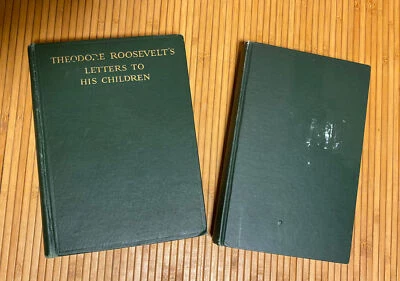 THEODORE ROOSEVELT'S
LETTERS TO
HIS CHILDREN